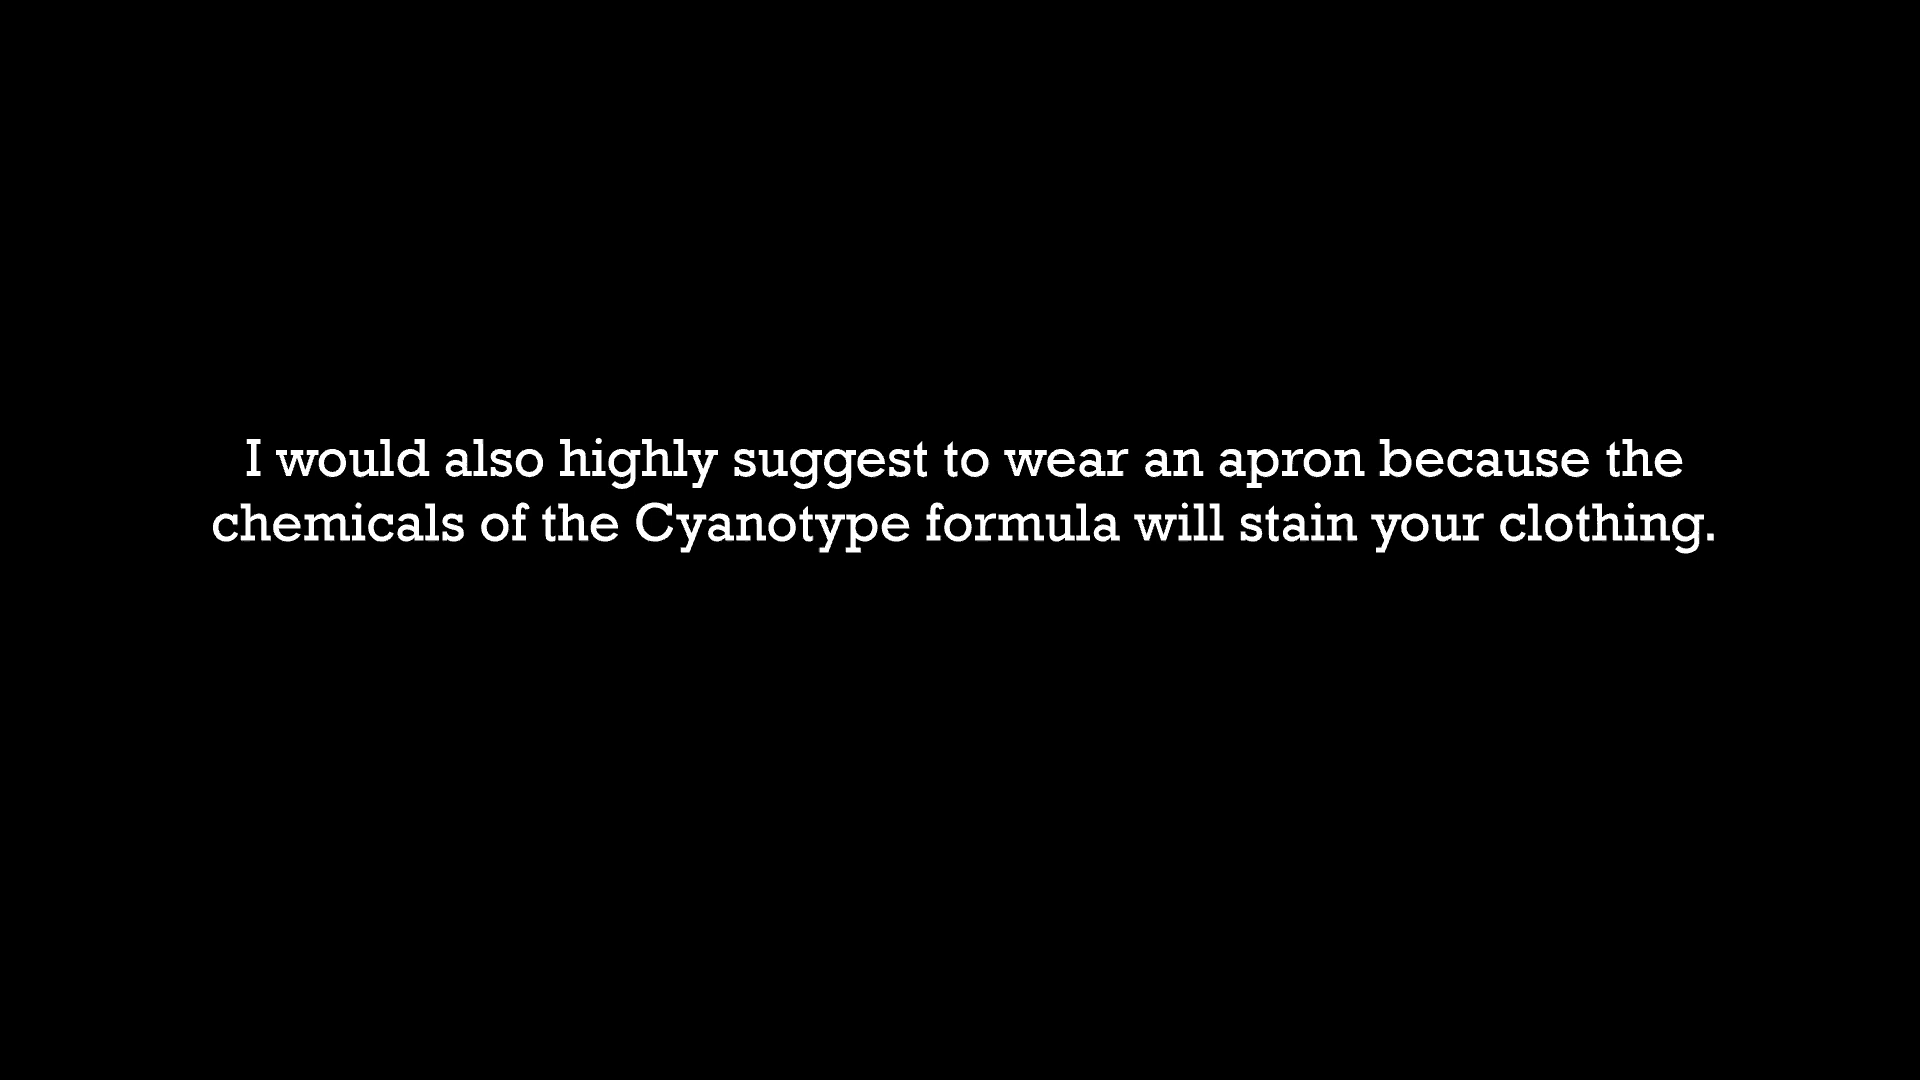 I would also highly suggest to wear an apron because the
chemicals of the Cyanotype formula will stain your clothing.